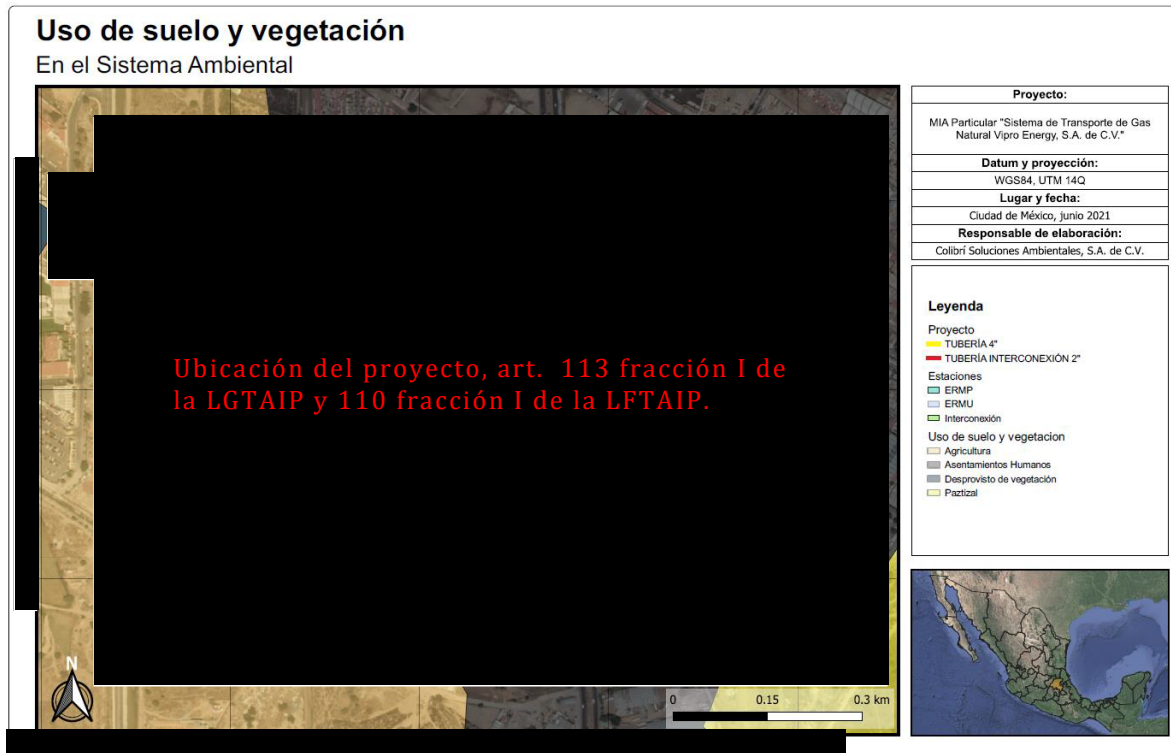 Uso de suelo y vegetación
En el Sistema Ambiental
Ubicación del proyecto, art. 113 fracción I de
la LGTAIP y 110 fracción I de la LFTAIP.
N
0 0.15 0.3 km
Proyecto:
MIA Particular "Sistema de Transporte de Gas
Natural Vipro Energy, S.A. de C.V."
Datum y proyección:
WGS84, UTM 14Q
Lugar y fecha:
Ciudad de México, junio 2021
Responsable de elaboración:
Colibrí Soluciones Ambientales, S.A. de C.V.
Leyenda
Proyecto
TUBERÍA 4"
TUBERÍA INTERCONEXIÓN 2"
Estaciones
ERMP
ERMU
Interconexión
Uso de suelo y vegetacion
Agricultura
Asentamientos Humanos
Desprovisto de vegetación
Paztizal